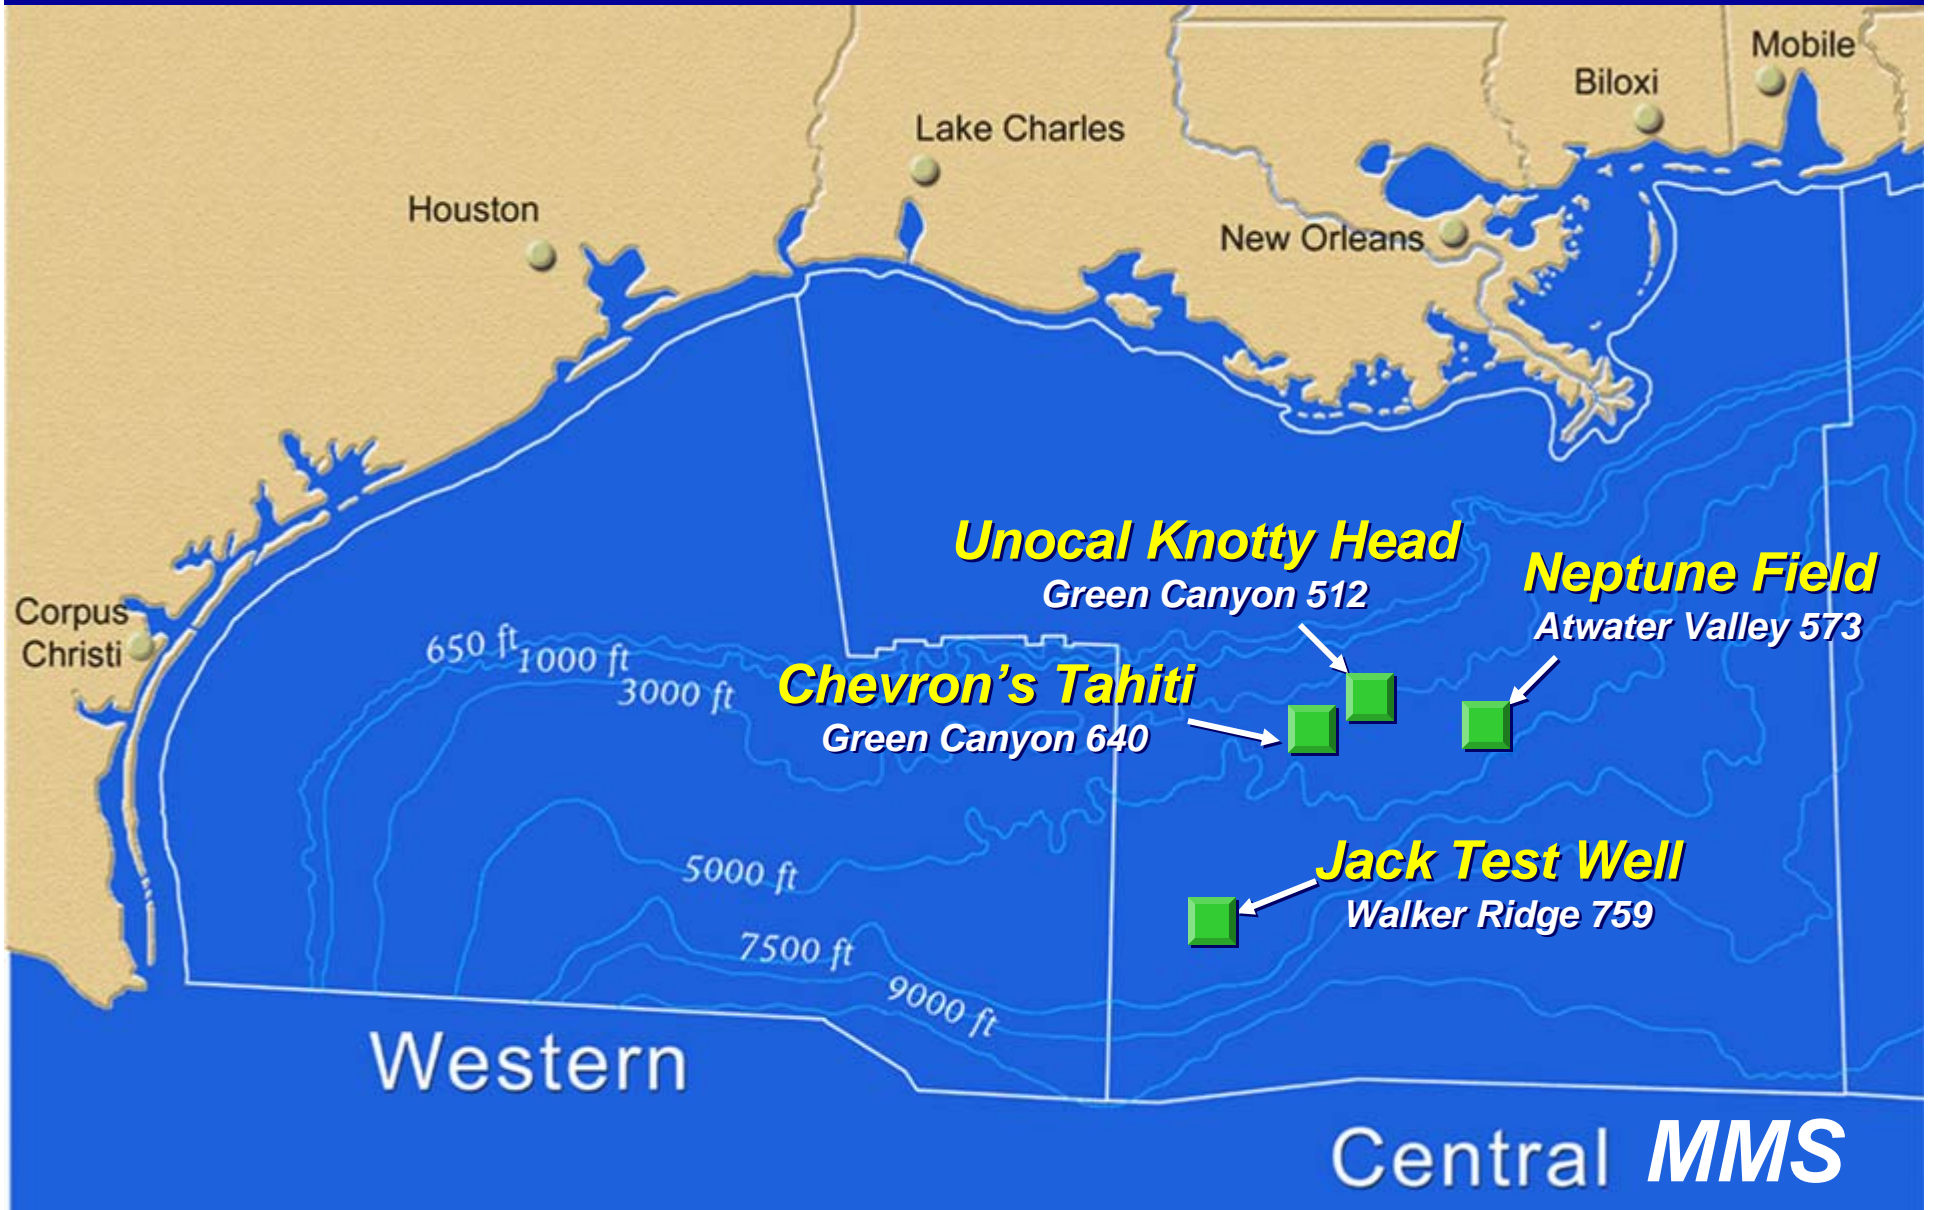 Mobile
Biloxi
Lake Charles
Houston
New Orleans
Unocal Knotty Head
Green Canyon 512
Neptune Field
Atwater Valley 573
Corpus
Christi
650 ft
1000 ft
3000 ft
Chevron’s Tahiti
Green Canyon 640
5000 ft
Jack Test Well
Walker Ridge 759
7500 ft
9000 ft
Western
Central
MMS